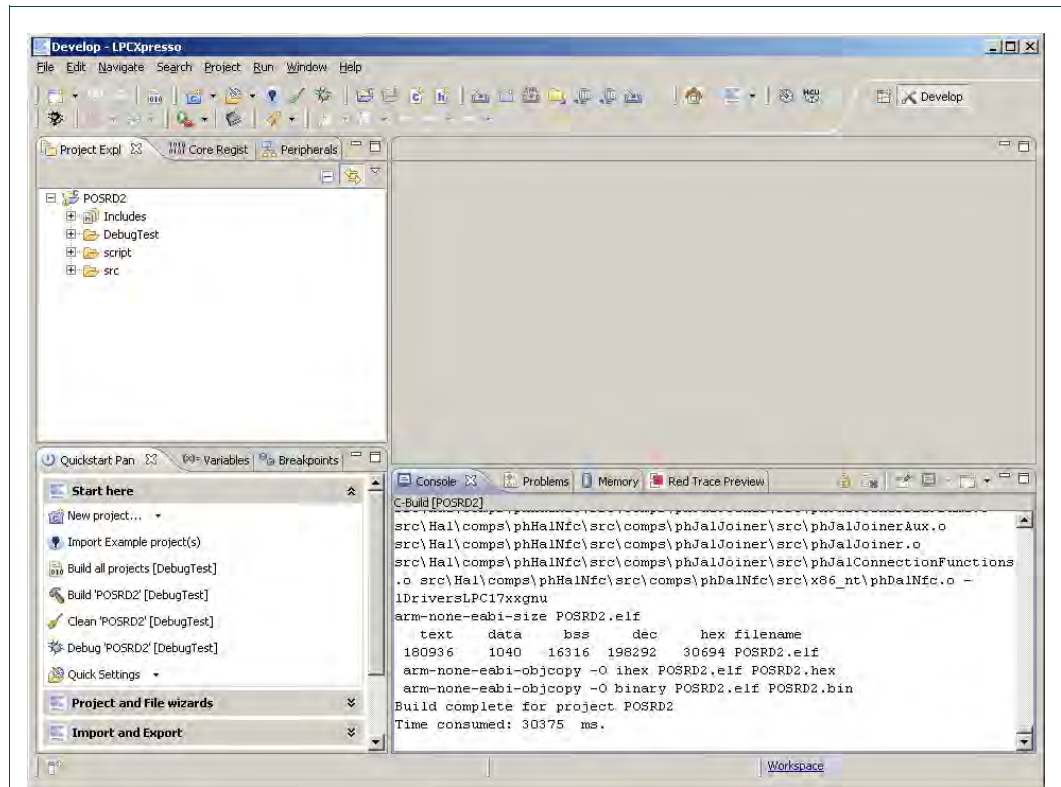 Develop - LPCXpresso
File Edit Navigate Search Project Run Window Help
Develop
Project Expl
Core Regist
Peripherals
POSRD2
Includes
DebugTest
script
src
Quickstart Pan
(x)= Variables
Breakpoints
Start here
New project...
Import Example project(s)
Build all projects [DebugTest]
Build 'POSRD2' [DebugTest]
Clean 'POSRD2' [DebugTest]
Debug 'POSRD2' [DebugTest]
Quick Settings
Project and File wizards
Import and Export
Console
Problems
Memory
Red Trace Preview
C-Build [POSRD2]
src\Hal\comps\phHalNfc\src\comps\phJalJoiner\src\phJalJoinerAux.o
src\Hal\comps\phHalNfc\src\comps\phJalJoiner\src\phJalJoiner.o
src\Hal\comps\phHalNfc\src\comps\phJalJoiner\src\phJalConnectionFunctions
.o src\Hal\comps\phHalNfc\src\comps\phDalNfc\src\x86_nt\phDalNfc.o -
lDriversLPC17xxgnu
arm-none-eabi-size POSRD2.elf
text data bss dec hex filename
180936 1040 16316 198292 30694 POSRD2.elf
arm-none-eabi-objcopy -O ihex POSRD2.elf POSRD2.hex
arm-none-eabi-objcopy -O binary POSRD2.elf POSRD2.bin
Build complete for project POSRD2
Time consumed: 30375 ms.
Workspace